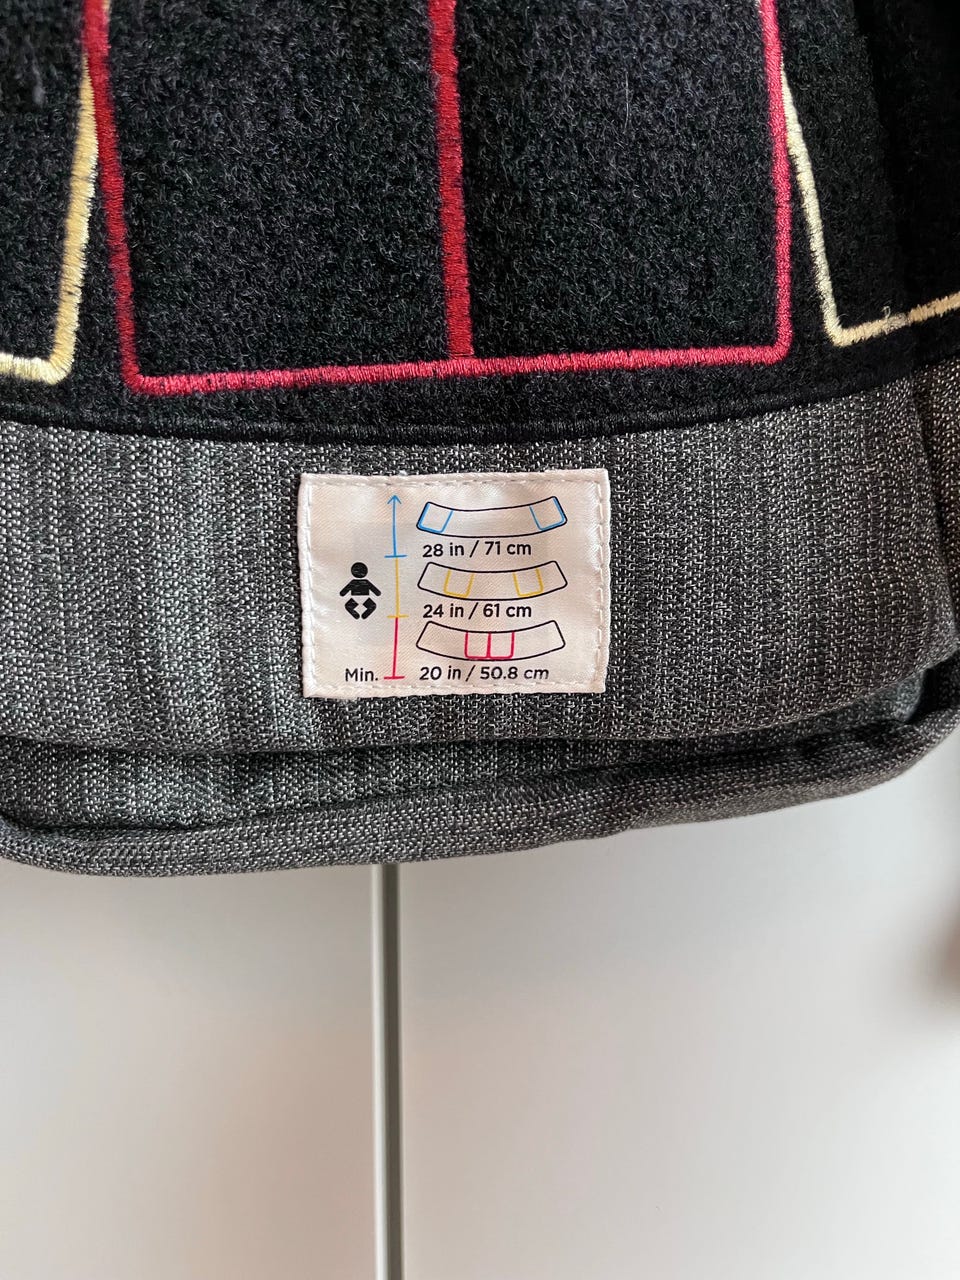 28 in / 71 cm
24 in / 61 cm
Min. 20 in / 50.8 cm